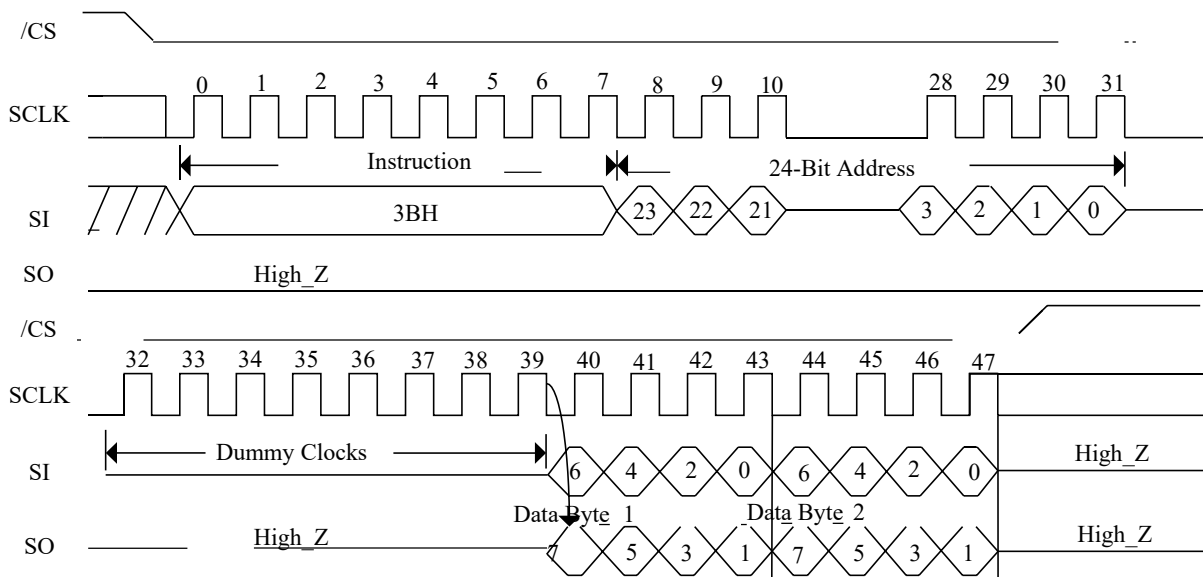 /CS
0 1 2 3 4 5 6 7 8 9 10 28 29 30 31
SCLK
Instruction 24-Bit Address
SI 3BH 23 22 21 3 2 1 0
SO High_Z
/CS
32 33 34 35 36 37 38 39 40 41 42 43 44 45 46 47
SCLK
Dummy Clocks
SI 6 4 2 0 6 4 2 0 High_Z
Data Byte 1 Data Byte 2
SO High_Z 7 5 3 1 7 5 3 1 High_Z